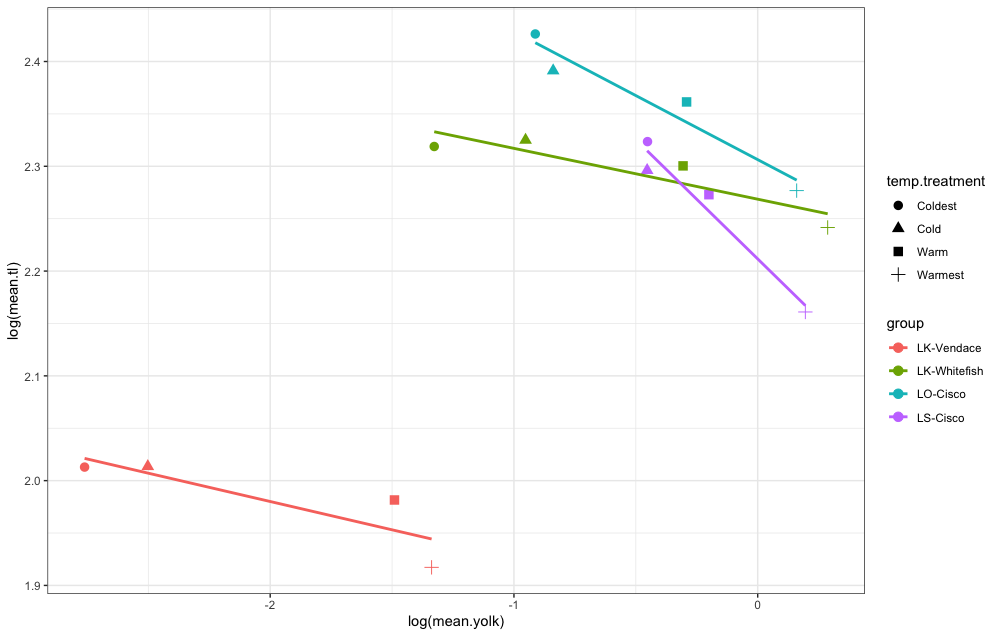 2.4
2.3
2.2
2.1
2.0
1.9
log(mean.tl)
-2
-1
0
log(mean.yolk)
temp.treatment
Coldest
Cold
Warm
Warmest
group
LK-Vendace
LK-Whitefish
LO-Cisco
LS-Cisco